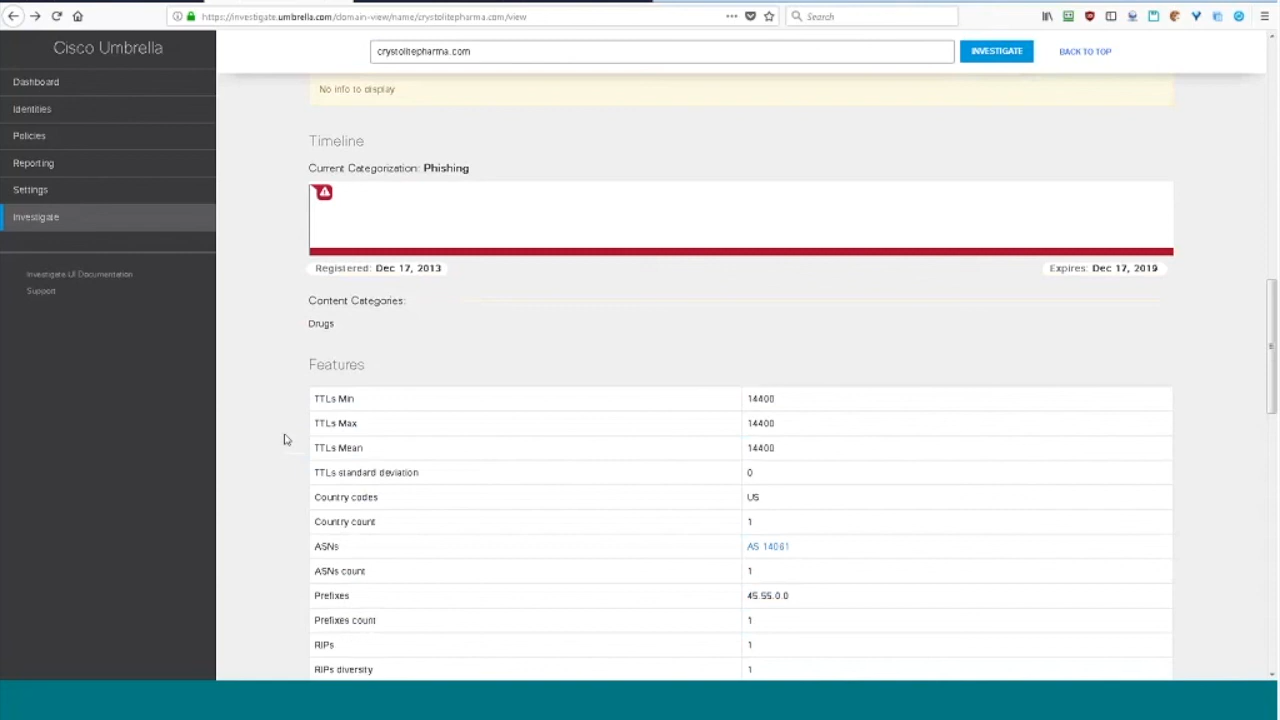 https://investigate.umbrella.com/domain-view/name/crystolitepharma.com/view
Search
Cisco Umbrella
crystolitepharma.com
INVESTIGATE
BACK TO TOP
Dashboard
Identities
Policies
Reporting
Settings
Investigate
Investigate UI Documentation
Support
No info to display
Timeline
Current Categorization: Phishing
Registered: Dec 17, 2013
Expires: Dec 17, 2019
Content Categories:
Drugs
Features
TTLs Min 14400
TTLs Max 14400
TTLs Mean 14400
TTLs standard deviation 0
Country codes US
Country count 1
ASNs AS 14061
ASNs count 1
Prefixes 45.55.0.0
Prefixes count 1
RIPs 1
RIPs diversity 1